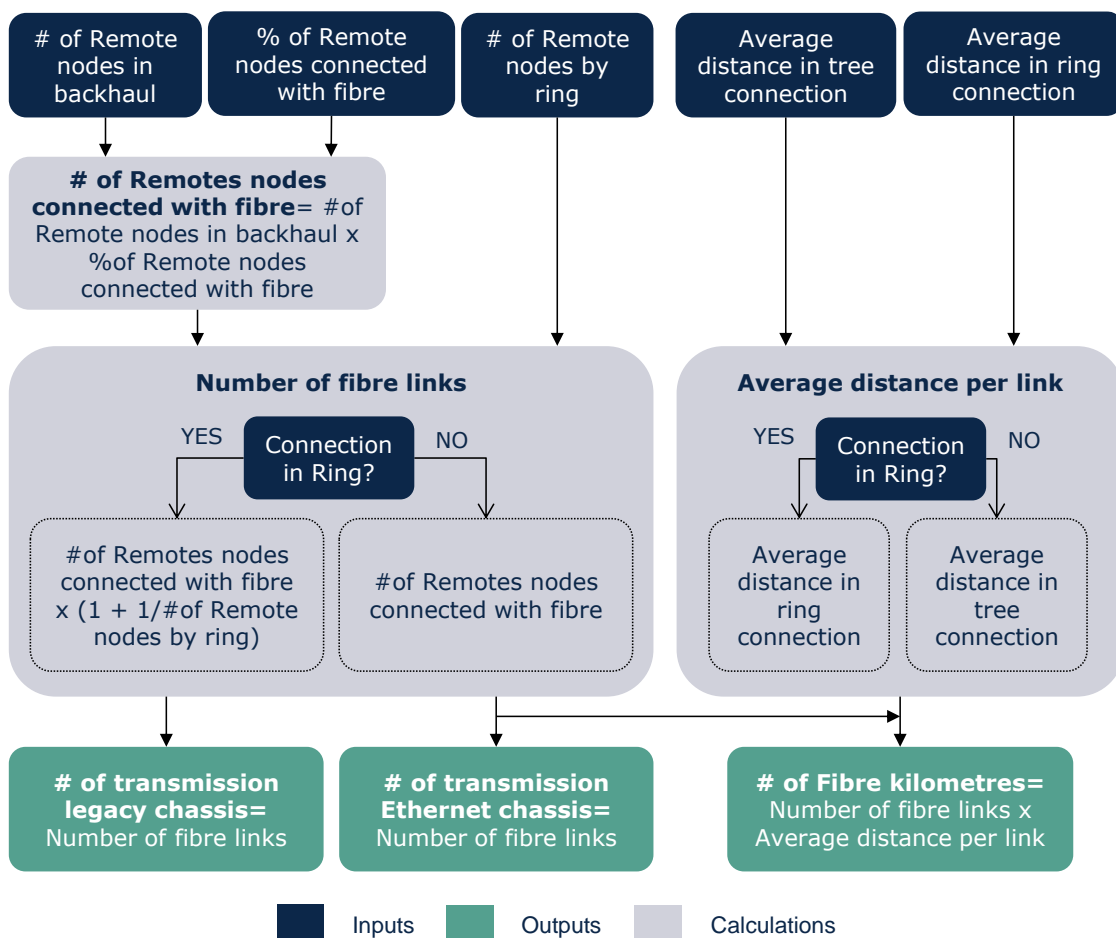 # of Remote
nodes in
backhaul
% of Remote
nodes connected
with fibre
# of Remote
nodes by
ring
Average
distance in tree
connection
Average
distance in ring
connection
# of Remotes nodes
connected with fibre= #of
Remote nodes in backhaul x
%of Remote nodes
connected with fibre
Number of fibre links
YES
Connection
in Ring?
NO
#of Remotes nodes
connected with fibre
x (1 + 1/#of Remote
nodes by ring)
#of Remotes nodes
connected with fibre
Average distance per link
YES
Connection
in Ring?
NO
Average
distance in
ring
connection
Average
distance in
tree
connection
# of transmission
legacy chassis=
Number of fibre links
# of transmission
Ethernet chassis=
Number of fibre links
# of Fibre kilometres=
Number of fibre links x
Average distance per link
Inputs
Outputs
Calculations